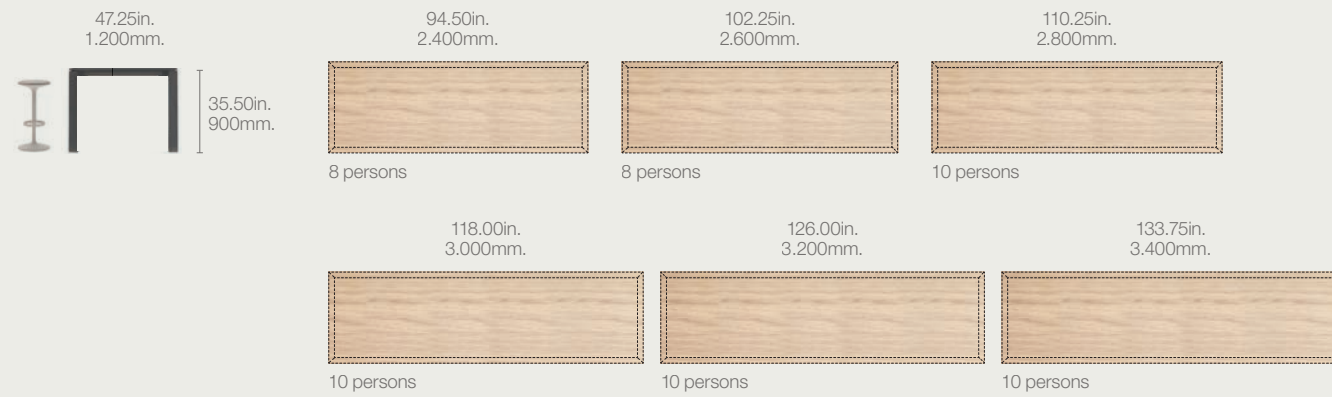 47.25in.
1.200mm.
35.50in.
900mm.
94.50in.
2.400mm.
8 persons
102.25in.
2.600mm.
8 persons
110.25in.
2.800mm.
10 persons
118.00in.
3.000mm.
10 persons
126.00in.
3.200mm.
10 persons
133.75in.
3.400mm.
10 persons